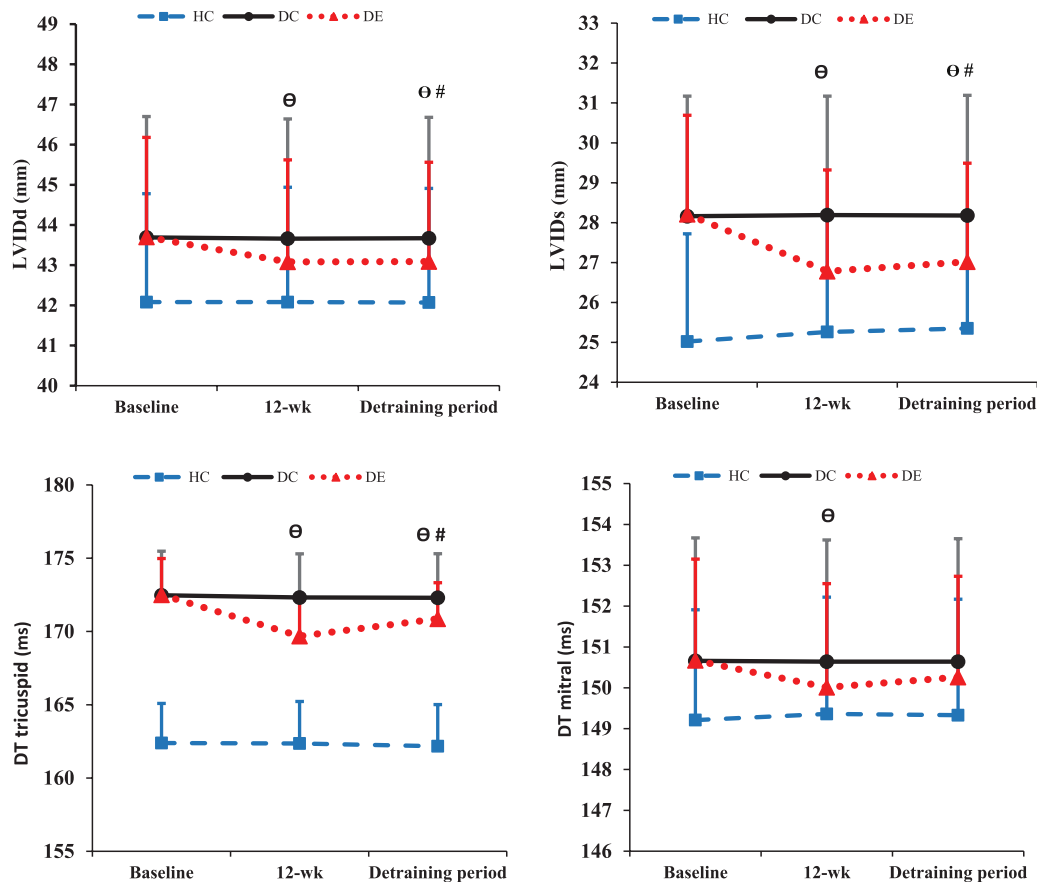 HC DC DE
49
48
47
46
45
44
43
42
41
40
LVIDd (mm)
ɵ
ɵ #
Baseline 12-wk Detraining period
HC DC DE
33
32
31
30
29
28
27
26
25
24
LVIDs (mm)
ɵ
ɵ #
Baseline 12-wk Detraining period
HC DC DE
180
175
170
165
160
155
DT tricuspid (ms)
ɵ
ɵ #
Baseline 12-wk Detraining period
HC DC DE
155
154
153
152
151
150
149
148
147
146
DT mitral (ms)
ɵ
Baseline 12-wk Detraining period